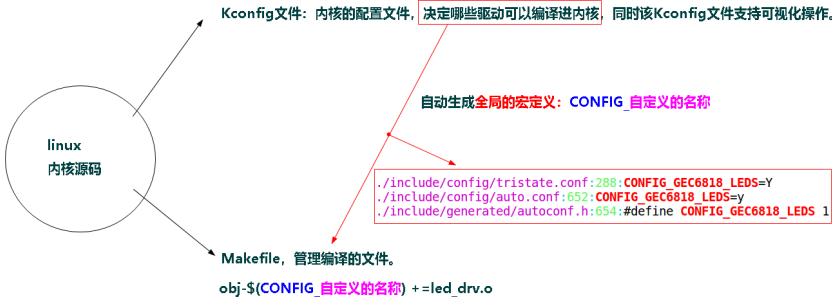 Kconfig文件：内核的配置文件，决定哪些驱动可以编译进内核，同时该Kconfig文件支持可视化操作。
自动生成全局的宏定义：CONFIG_自定义的名称
linux
内核源码
./include/config/tristate.conf:288:CONFIG_GEC6818_LEDS=Y
./include/config/auto.conf:652:CONFIG_GEC6818_LEDS=y
./include/generated/autoconf.h:654:#define CONFIG_GEC6818_LEDS 1
Makefile，管理编译的文件。
obj-$(CONFIG_自定义的名称) +=led_drv.o